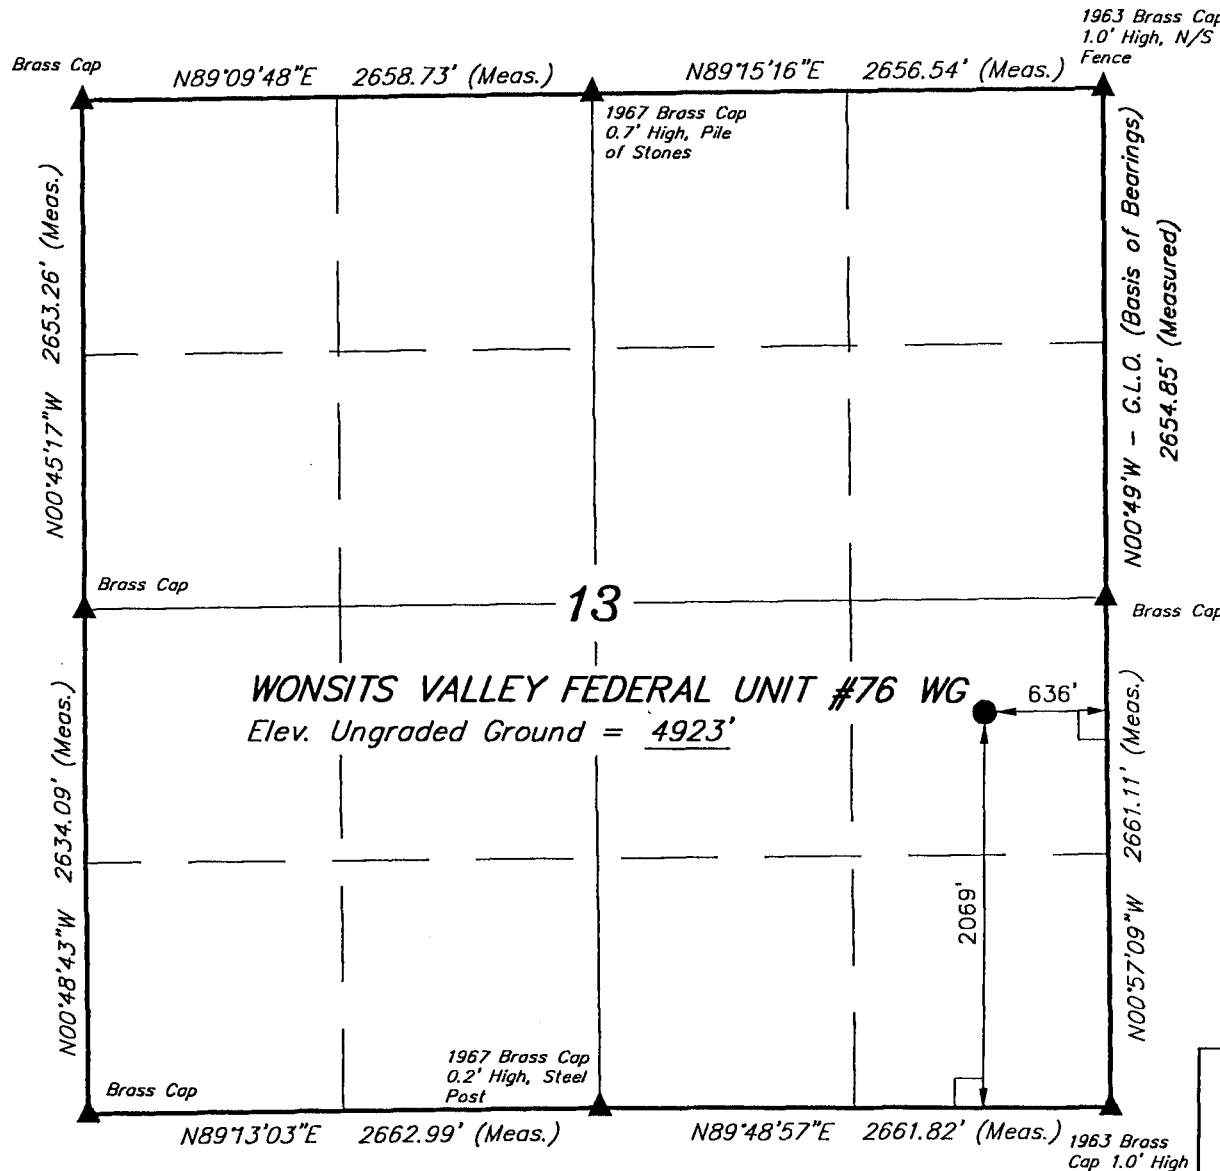 1963 Brass Cap
1.0' High, N/S
Fence
Brass Cap
N89°09'48"E 2658.73' (Meas.)
N89°15'16"E 2656.54' (Meas.)
1967 Brass Cap
0.7' High, Pile
of Stones
N00°45'17"W 2653.26' (Meas.)
N00°49'W - G.L.O. (Basis of Bearings)
2654.85' (Measured)
Brass Cap
13
Brass Cap
WONSITS VALLEY FEDERAL UNIT #76 WG
Elev. Ungraded Ground = 4923'
636'
N00°48'43"W 2634.09' (Meas.)
2069'
N00°57'09"W 2661.11' (Meas.)
1967 Brass Cap
0.2' High, Steel
Post
Brass Cap
N89°13'03"E 2662.99' (Meas.)
N89°48'57"E 2661.82' (Meas.)
1963 Brass
Cap 1.0' High